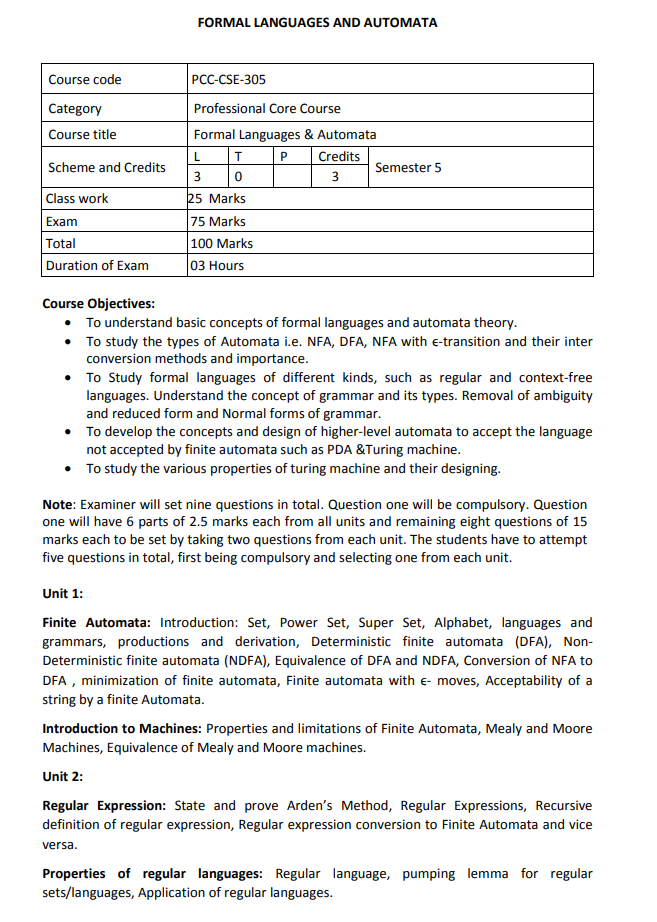 FORMAL LANGUAGES AND AUTOMATA
Course code PCC-CSE-305
Category Professional Core Course
Course title Formal Languages & Automata
Scheme and Credits L T P Credits Semester 5
3 0 3
Class work 25 Marks
Exam 75 Marks
Total 100 Marks
Duration of Exam 03 Hours
Course Objectives:
• To understand basic concepts of formal languages and automata theory.
• To study the types of Automata i.e. NFA, DFA, NFA with ϵ-transition and their inter
conversion methods and importance.
• To Study formal languages of different kinds, such as regular and context-free
languages. Understand the concept of grammar and its types. Removal of ambiguity
and reduced form and Normal forms of grammar.
• To develop the concepts and design of higher-level automata to accept the language
not accepted by finite automata such as PDA &Turing machine.
• To study the various properties of turing machine and their designing.
Note: Examiner will set nine questions in total. Question one will be compulsory. Question
one will have 6 parts of 2.5 marks each from all units and remaining eight questions of 15
marks each to be set by taking two questions from each unit. The students have to attempt
five questions in total, first being compulsory and selecting one from each unit.
Unit 1:
Finite Automata: Introduction: Set, Power Set, Super Set, Alphabet, languages and
grammars, productions and derivation, Deterministic finite automata (DFA), Non-
Deterministic finite automata (NDFA), Equivalence of DFA and NDFA, Conversion of NFA to
DFA , minimization of finite automata, Finite automata with ϵ- moves, Acceptability of a
string by a finite Automata.
Introduction to Machines: Properties and limitations of Finite Automata, Mealy and Moore
Machines, Equivalence of Mealy and Moore machines.
Unit 2:
Regular Expression: State and prove Arden’s Method, Regular Expressions, Recursive
definition of regular expression, Regular expression conversion to Finite Automata and vice
versa.
Properties of regular languages: Regular language, pumping lemma for regular
sets/languages, Application of regular languages.